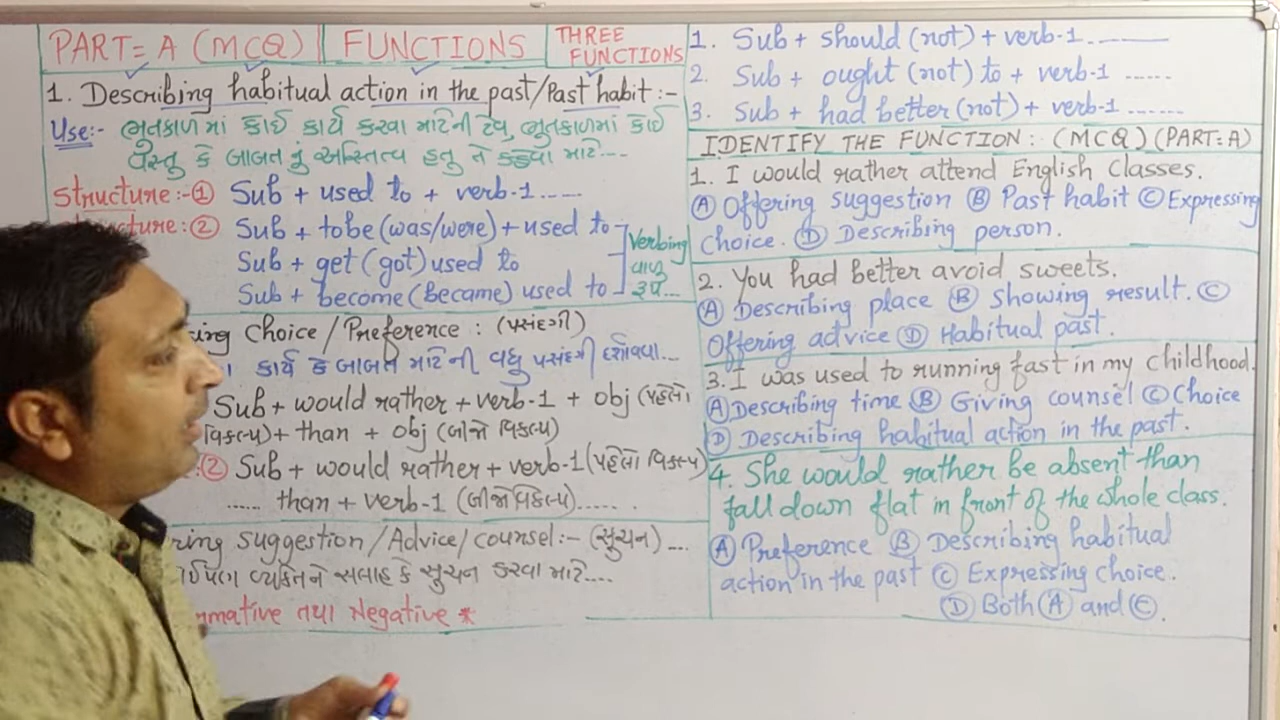 PART= A (MCQ) || FUNCTIONS
THREE FUNCTIONS
1. Describing habitual action in the past/Past habit :-
Use:- ભુતકાળ માં કોઈ કાર્ય કરવા માટેની ટેવ, ભુતકાળમાં કોઈ
વસ્તુ કે બાબત નું અસ્તિત્વ હતુ તે કહેવા માટે....
Structure :- ① Sub + used to + verb-1 ......
② Sub + tobe (was/were) + used to
Sub + get (got) used to
Sub + become (Became) used to
Verbing વાળુ રૂપ...
Choice / Preference : (પસંદગી)
કાર્ય કે બાબત માટેની વધુ પસંદગી દર્શાવવા...
Sub + would rather + verb-1 + obj (પહેલો
વિકલ્પ) + than + obj (બીજો વિકલ્પ)
② Sub + would rather + verb-1 (પહેલો વિકલ્પ)
...... than + verb-1 (બીજો વિકલ્પ)......
suggestion / Advice / counsel :- (સૂચન) ...
વ્યક્તિને સલાહ કે સુચન કરવા માટે....
તથા Negative *
1. Sub + should (not) + verb-1 ........
2. Sub + ought (not) to + verb-1 ......
3. Sub + had better (not) + verb-1 .......
IDENTIFY THE FUNCTION : (MCQ) (PART=A)
1. I would rather attend English Classes.
Ⓐ Offering suggestion Ⓑ Past habit Ⓒ Expressing
Choice. Ⓓ Describing person.
2. You had better avoid sweets.
Ⓐ Describing place Ⓑ Showing result. Ⓒ
Offering advice Ⓓ Habitual past.
3. I was used to running fast in my childhood.
Ⓐ Describing time Ⓑ Giving counsel Ⓒ Choice
Ⓓ Describing habitual action in the past.
4. She would rather be absent than
fall down flat in front of the whole class.
Ⓐ Preference Ⓑ Describing habitual
action in the past Ⓒ Expressing choice.
Ⓓ Both Ⓐ and Ⓒ.